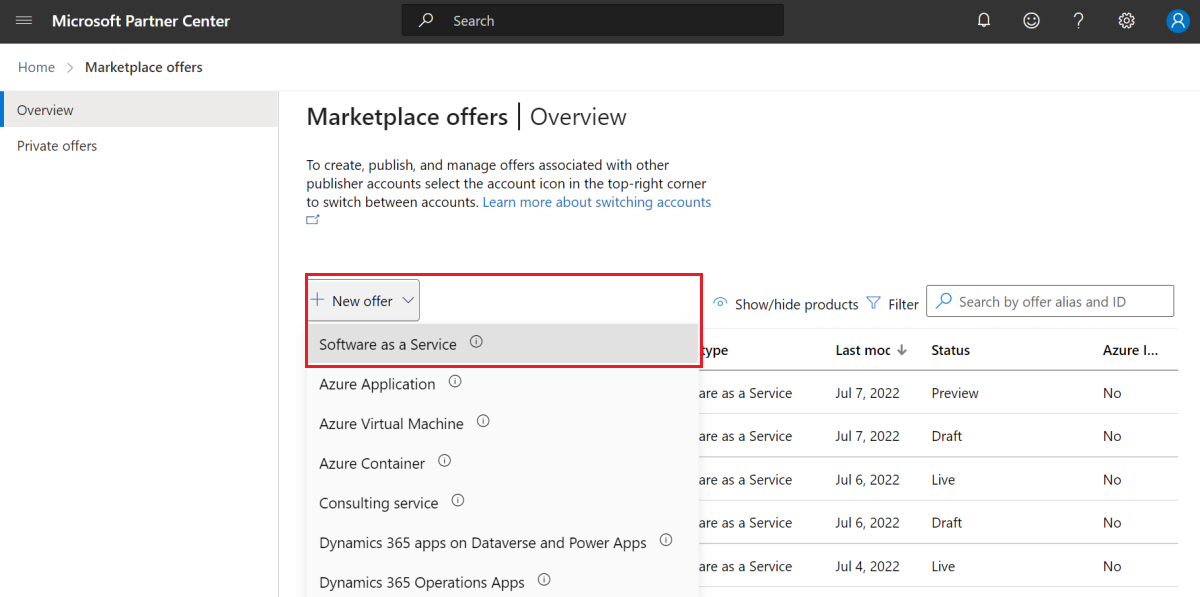 Microsoft Partner Center
Search
Home
Marketplace offers
Overview
Private offers
Marketplace offers | Overview
To create, publish, and manage offers associated with other
publisher accounts select the account icon in the top-right corner
to switch between accounts. Learn more about switching accounts
New offer
Show/hide products
Filter
Search by offer alias and ID
Software as a Service
Azure Application
Azure Virtual Machine
Azure Container
Consulting service
Dynamics 365 apps on Dataverse and Power Apps
Dynamics 365 Operations Apps
type Last moc Status Azure I...
are as a Service Jul 7, 2022 Preview No
are as a Service Jul 7, 2022 Draft No
are as a Service Jul 6, 2022 Live No
are as a Service Jul 6, 2022 Draft No
are as a Service Jul 4, 2022 Live No